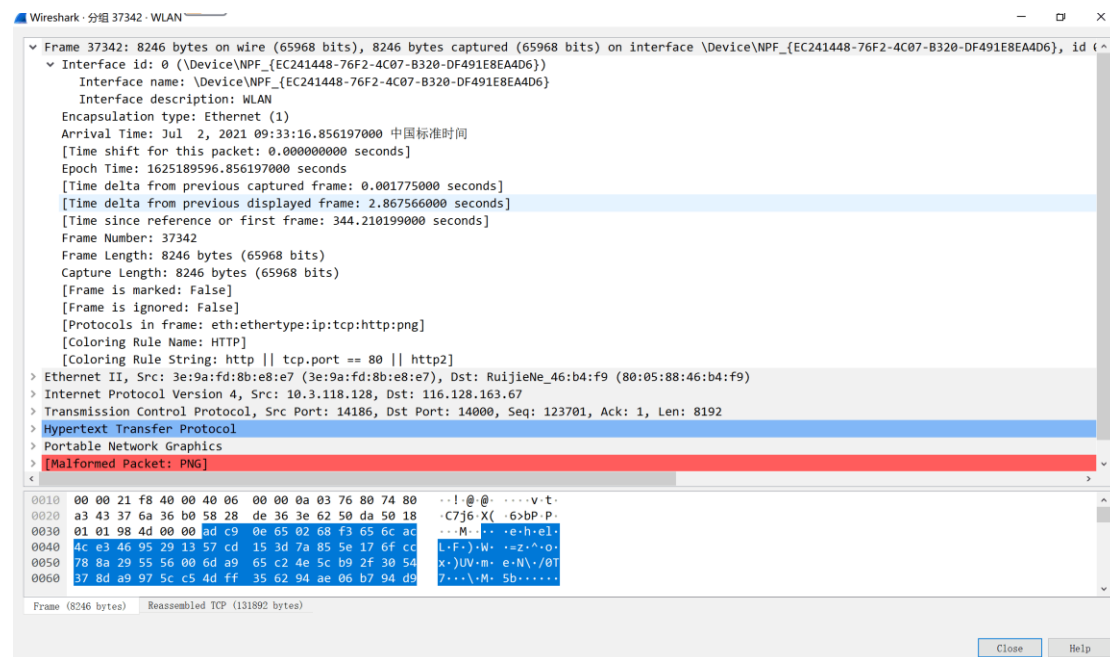 Wireshark · 分组 37342 · WLAN
Frame 37342: 8246 bytes on wire (65968 bits), 8246 bytes captured (65968 bits) on interface \Device\NPF_{EC241448-76F2-4C07-B320-DF491E8EA4D6}, id
Interface id: 0 (\Device\NPF_{EC241448-76F2-4C07-B320-DF491E8EA4D6})
Interface name: \Device\NPF_{EC241448-76F2-4C07-B320-DF491E8EA4D6}
Interface description: WLAN
Encapsulation type: Ethernet (1)
Arrival Time: Jul  2, 2021 09:33:16.856197000 中国标准时间
[Time shift for this packet: 0.000000000 seconds]
Epoch Time: 1625189596.856197000 seconds
[Time delta from previous captured frame: 0.001775000 seconds]
[Time delta from previous displayed frame: 2.867566000 seconds]
[Time since reference or first frame: 344.210199000 seconds]
Frame Number: 37342
Frame Length: 8246 bytes (65968 bits)
Capture Length: 8246 bytes (65968 bits)
[Frame is marked: False]
[Frame is ignored: False]
[Protocols in frame: eth:ethertype:ip:tcp:http:png]
[Coloring Rule Name: HTTP]
[Coloring Rule String: http || tcp.port == 80 || http2]
Ethernet II, Src: 3e:9a:fd:8b:e8:e7 (3e:9a:fd:8b:e8:e7), Dst: RuijieNe_46:b4:f9 (80:05:88:46:b4:f9)
Internet Protocol Version 4, Src: 10.3.118.128, Dst: 116.128.163.67
Transmission Control Protocol, Src Port: 14186, Dst Port: 14000, Seq: 123701, Ack: 1, Len: 8192
Hypertext Transfer Protocol
Portable Network Graphics
[Malformed Packet: PNG]
0010 00 00 21 f8 40 00 40 06 00 00 0a 03 76 80 74 80 ··!·@·@· ····v·t·
0020 a3 43 37 6a 36 b0 58 28 de 36 3e 62 50 da 50 18 ·C7j6·X( ·6>bP·P·
0030 01 01 98 4d 00 00 ad c9 0e 65 02 68 f3 65 6c ac ···M···· ·e·h·el·
0040 4c e3 46 95 29 13 57 cd 15 3d 7a 85 5e 17 6f cc L·F·)·W· ·=z·^·o·
0050 78 8a 29 55 56 00 6d a9 65 c2 4e 5c b9 2f 30 54 x·)UV·m· e·N\·/0T
0060 37 8d a9 97 5c c5 4d ff 35 62 94 ae 06 b7 94 d9 7···\·M· 5b······
Frame (8246 bytes) Reassembled TCP (131892 bytes)
Close Help